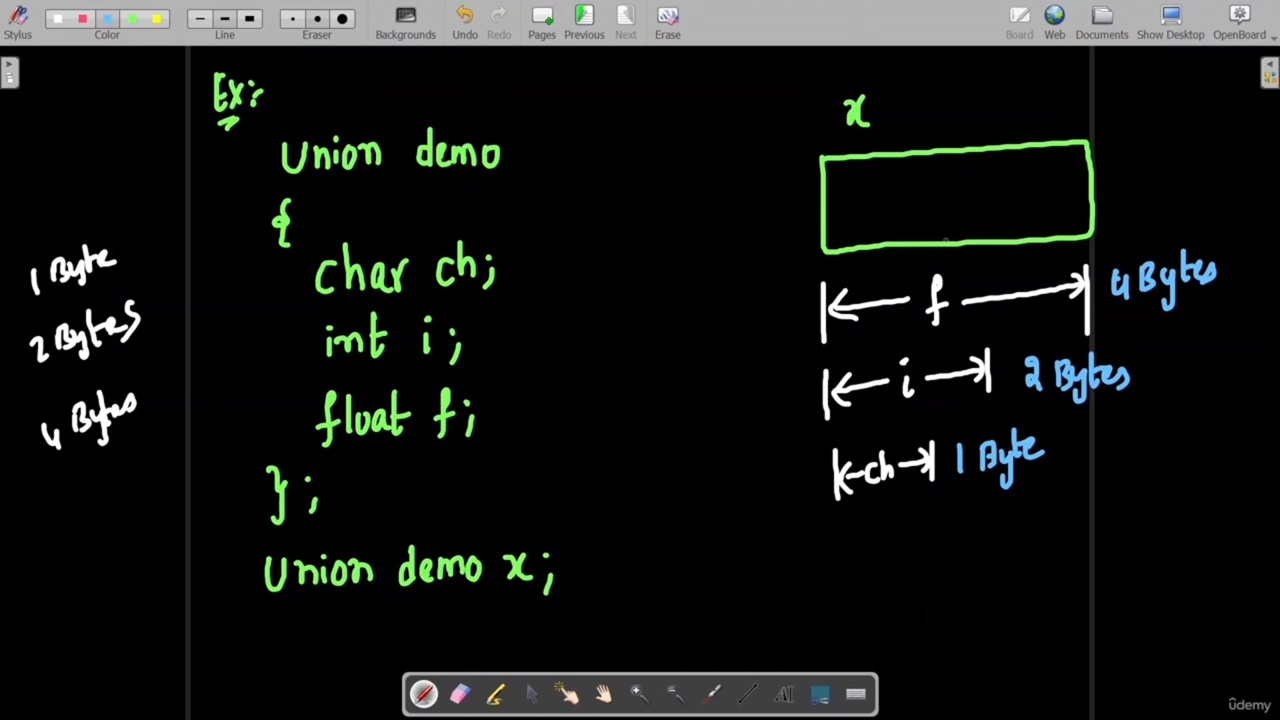 Stylus
Color
Line
Eraser
Backgrounds
Undo
Redo
Pages
Previous
Next
Erase
Board
Web
Documents
Show Desktop
OpenBoard
Ex:
Union demo
{
char ch;
int i;
float f;
};
Union demo x;
1 Byte
2 Bytes
4 Bytes
x
f 4 Bytes
i 2 Bytes
ch 1 Byte
AI
ûdemy